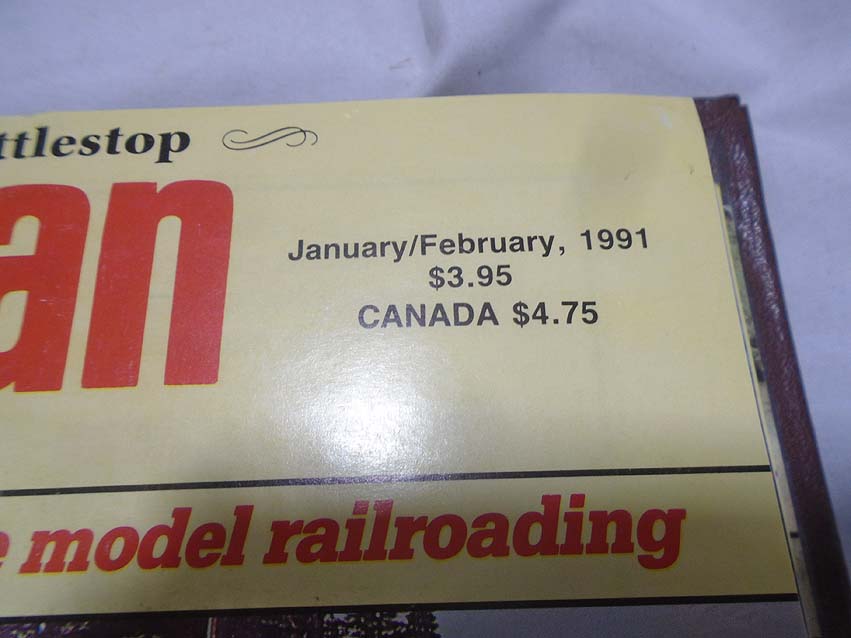 ttlestop
an
January/February, 1991
$3.95
CANADA $4.75
e model railroading